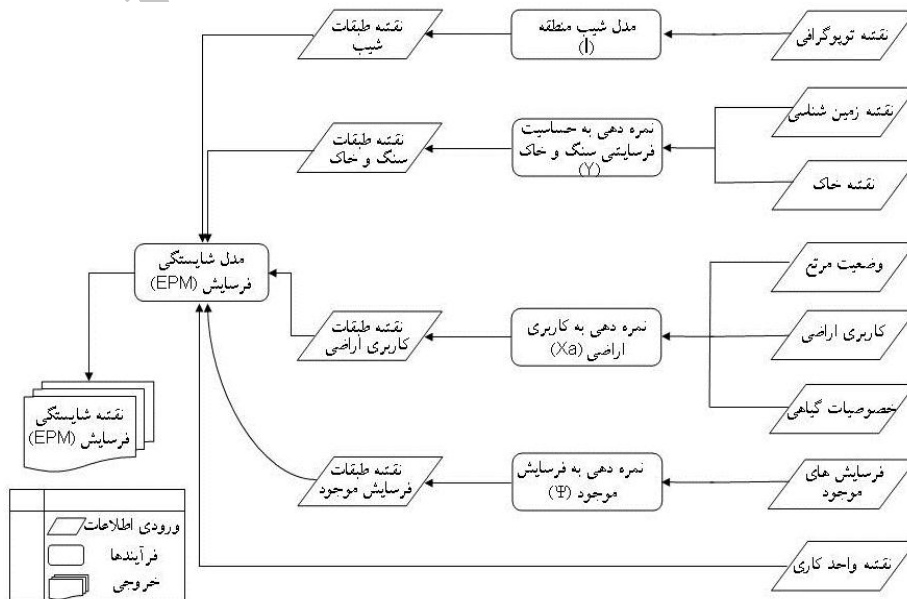 نقشه توپوگرافی
مدل شیب منطقه
(I)
نقشه طبقات
شیب
نقشه زمین شناسی
نقشه خاک
نمره دهی به حساسیت
فرسایشی سنگ و خاک
(Y)
نقشه طبقات
سنگ و خاک
وضعیت مرتع
کاربری اراضی
خصوصیات گیاهی
نمره دهی به کاربری
اراضی (Xa)
نقشه طبقات
کاربری اراضی
فرسایش های
موجود
نمره دهی به فرسایش
موجود (Ψ)
نقشه طبقات
فرسایش موجود
نقشه واحد کاری
مدل شایستگی
فرسایش (EPM)
نقشه شایستگی
فرسایش (EPM)
ورودی اطلاعات
فرآیندها
خروجی